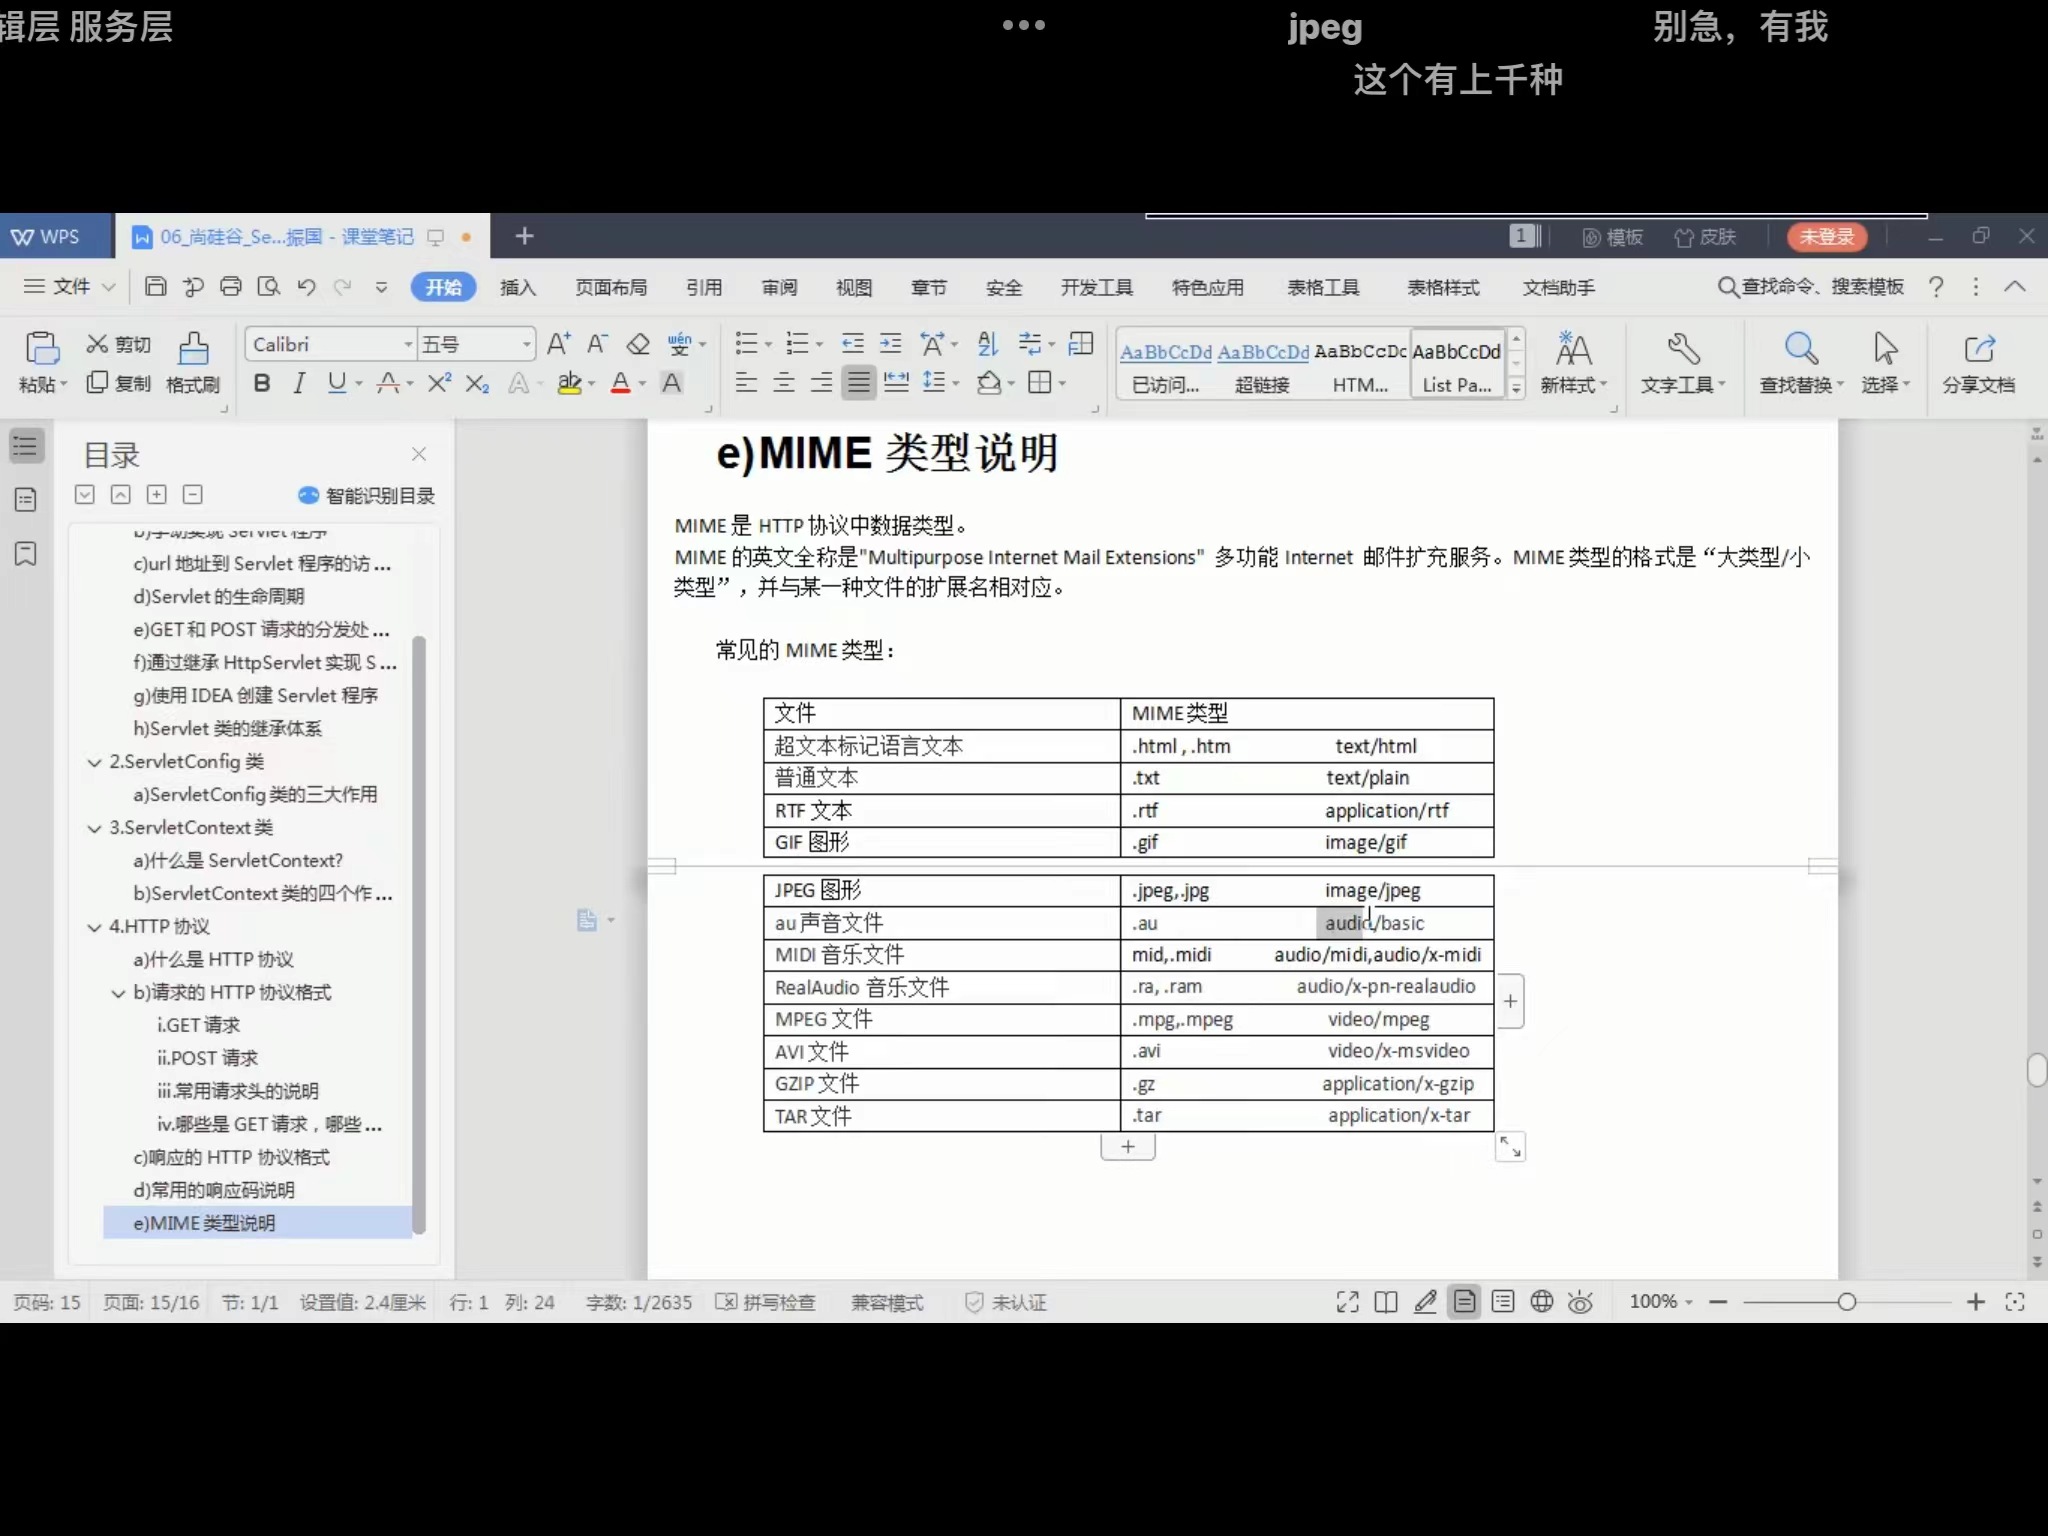 辑层 服务层
jpeg
别急，有我
这个有上千种
WPS
06_尚硅谷_Se...振国 - 课堂笔记
1
模板
皮肤
未登录
文件
开始
插入
页面布局
引用
审阅
视图
章节
安全
开发工具
特色应用
表格工具
表格样式
文档助手
查找命令、搜索模板
粘贴
剪切
复制
格式刷
Calibri
五号
AaBbCcDd AaBbCcDd AaBbCcDc AaBbCcDd
已访问... 超链接 HTM... List Pa...
新样式
文字工具
查找替换
选择
分享文档
目录
智能识别目录
b)手动实现 Servlet 程序
c)url 地址到 Servlet 程序的访 ...
d)Servlet 的生命周期
e)GET 和 POST 请求的分发处 ...
f)通过继承 HttpServlet 实现 S ...
g)使用 IDEA 创建 Servlet 程序
h)Servlet 类的继承体系
2.ServletConfig 类
a)ServletConfig 类的三大作用
3.ServletContext 类
a)什么是 ServletContext?
b)ServletContext 类的四个作 ...
4.HTTP 协议
a)什么是 HTTP 协议
b)请求的 HTTP 协议格式
i.GET 请求
ii.POST 请求
iii.常用请求头的说明
iv.哪些是 GET 请求，哪些 ...
c)响应的 HTTP 协议格式
d)常用的响应码说明
e)MIME 类型说明
e)MIME 类型说明
MIME 是 HTTP 协议中数据类型。
MIME 的英文全称是"Multipurpose Internet Mail Extensions" 多功能 Internet 邮件扩充服务。MIME 类型的格式是“大类型/小
类型”，并与某一种文件的扩展名相对应。
常见的 MIME 类型：
文件 MIME 类型
超文本标记语言文本 .html , .htm text/html
普通文本 .txt text/plain
RTF 文本 .rtf application/rtf
GIF 图形 .gif image/gif
JPEG 图形 .jpeg,.jpg image/jpeg
au 声音文件 .au audio/basic
MIDI 音乐文件 mid,.midi audio/midi,audio/x-midi
RealAudio 音乐文件 .ra, .ram audio/x-pn-realaudio
MPEG 文件 .mpg,.mpeg video/mpeg
AVI 文件 .avi video/x-msvideo
GZIP 文件 .gz application/x-gzip
TAR 文件 .tar application/x-tar
页码: 15 页面: 15/16 节: 1/1 设置值: 2.4厘米 行: 1 列: 24 字数: 1/2635 拼写检查 兼容模式 未认证 100%